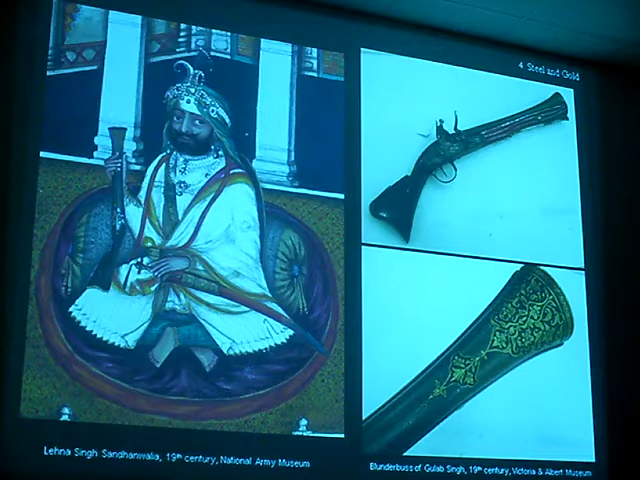 4. Steel and Gold
Lehna Singh Sandhanwalia, 19th century, National Army Museum
Blunderbuss of Gulab Singh, 19th century, Victoria & Albert Museum